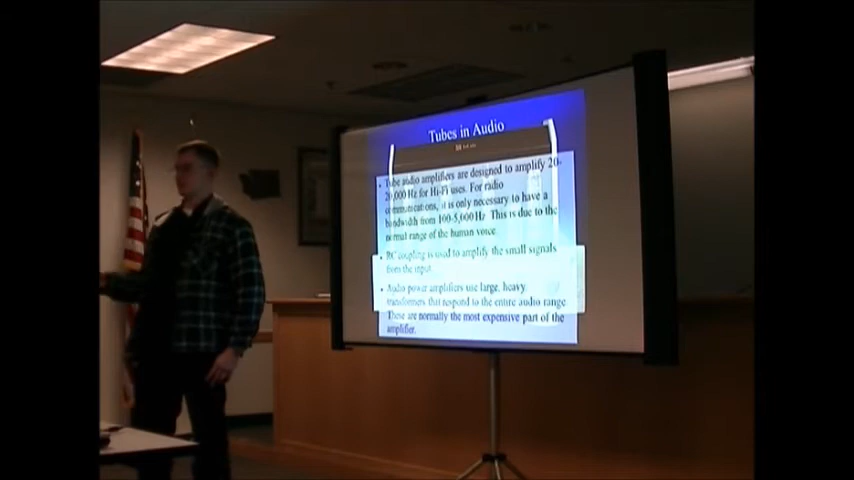 Tubes in Audio
• Tube audio amplifiers are designed to amplify 20-
20,000 Hz for Hi-Fi uses. For radio
communications, it is only necessary to have a
bandwidth from 100-5,000Hz This is due to the
normal range of the human voice.
• RC coupling is used to amplify the small signals
from the input.
• Audio power amplifiers use large, heavy
transformers that respond to the entire audio range
These are normally the most expensive part of the
amplifier.